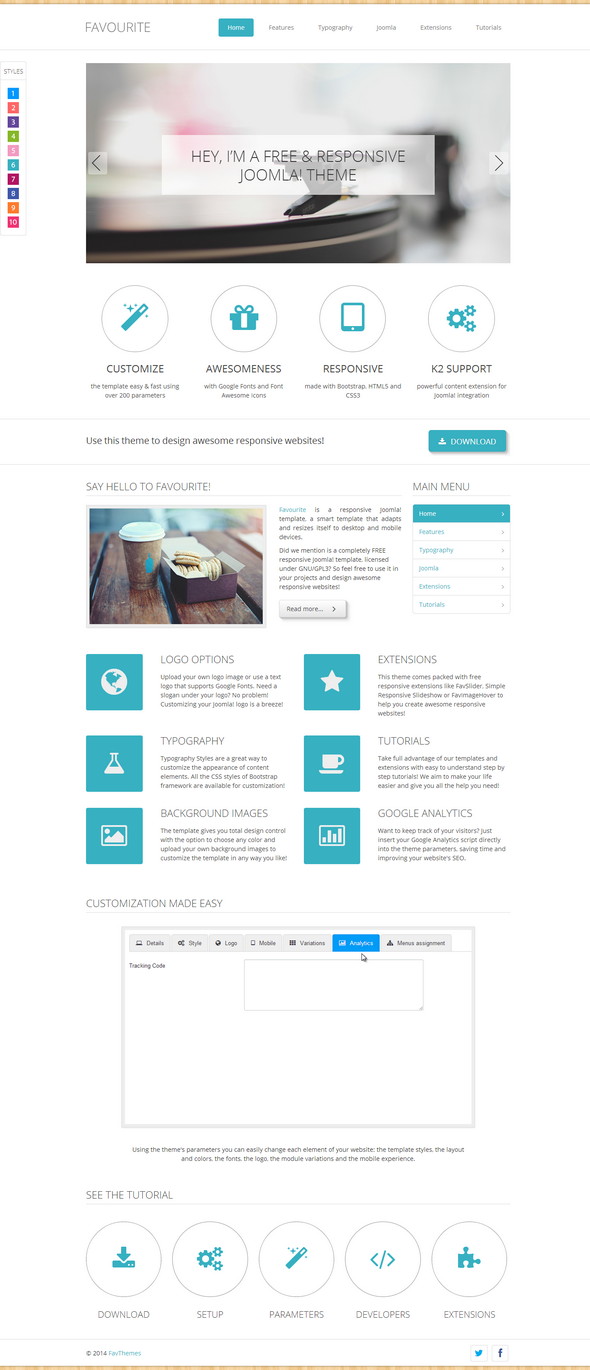 FAVOURITE
Home Features Typography Joomla Extensions Tutorials
STYLES
1
2
3
4
5
6
7
8
9
10
HEY, I'M A FREE & RESPONSIVE
JOOMLA! THEME
CUSTOMIZE
the template easy & fast using
over 200 parameters
AWESOMENESS
with Google Fonts and Font
Awesome Icons
RESPONSIVE
made with Bootstrap, HTML5 and
CSS3
K2 SUPPORT
powerful content extension for
Joomla! integration
Use this theme to design awesome responsive websites!
DOWNLOAD
SAY HELLO TO FAVOURITE!
Favourite is a responsive Joomla!
template, a smart template that adapts
and resizes itself to desktop and mobile
devices.
Did we mention is a completely FREE
responsive Joomla! template, licensed
under GNU/GPL3? So feel free to use it in
your projects and design awesome
responsive websites!
Read more...
MAIN MENU
Home
Features
Typography
Joomla
Extensions
Tutorials
LOGO OPTIONS
Upload your own logo image or use a text
logo that supports Google Fonts. Need a
slogan under your logo? No problem!
Customizing your Joomla! logo is a breeze!
EXTENSIONS
This theme comes packed with free
responsive extensions like FavSlider, Simple
Responsive Slideshow or FavImageHover to
help you create awesome responsive
websites!
TYPOGRAPHY
Typography Styles are a great way to
customize the appearance of content
elements. All the CSS styles of Bootstrap
framework are available for customization!
TUTORIALS
Take full advantage of our templates and
extensions with easy to understand step by
step tutorials! We aim to make your life
easier and give you all the help you need!
BACKGROUND IMAGES
The template gives you total design control
with the option to choose any color and
upload your own background images to
customize the template in any way you like!
GOOGLE ANALYTICS
Want to keep track of your visitors? Just
insert your Google Analytics script directly
into the theme parameters, saving time and
improving your website's SEO.
CUSTOMIZATION MADE EASY
Details Style Logo Mobile Variations Analytics Menus assignment
Tracking Code
Using the theme's parameters you can easily change each element of your website: the template styles, the layout
and colors, the fonts, the logo, the module variations and the mobile experience.
SEE THE TUTORIAL
DOWNLOAD
SETUP
PARAMETERS
DEVELOPERS
EXTENSIONS
© 2014 FavThemes